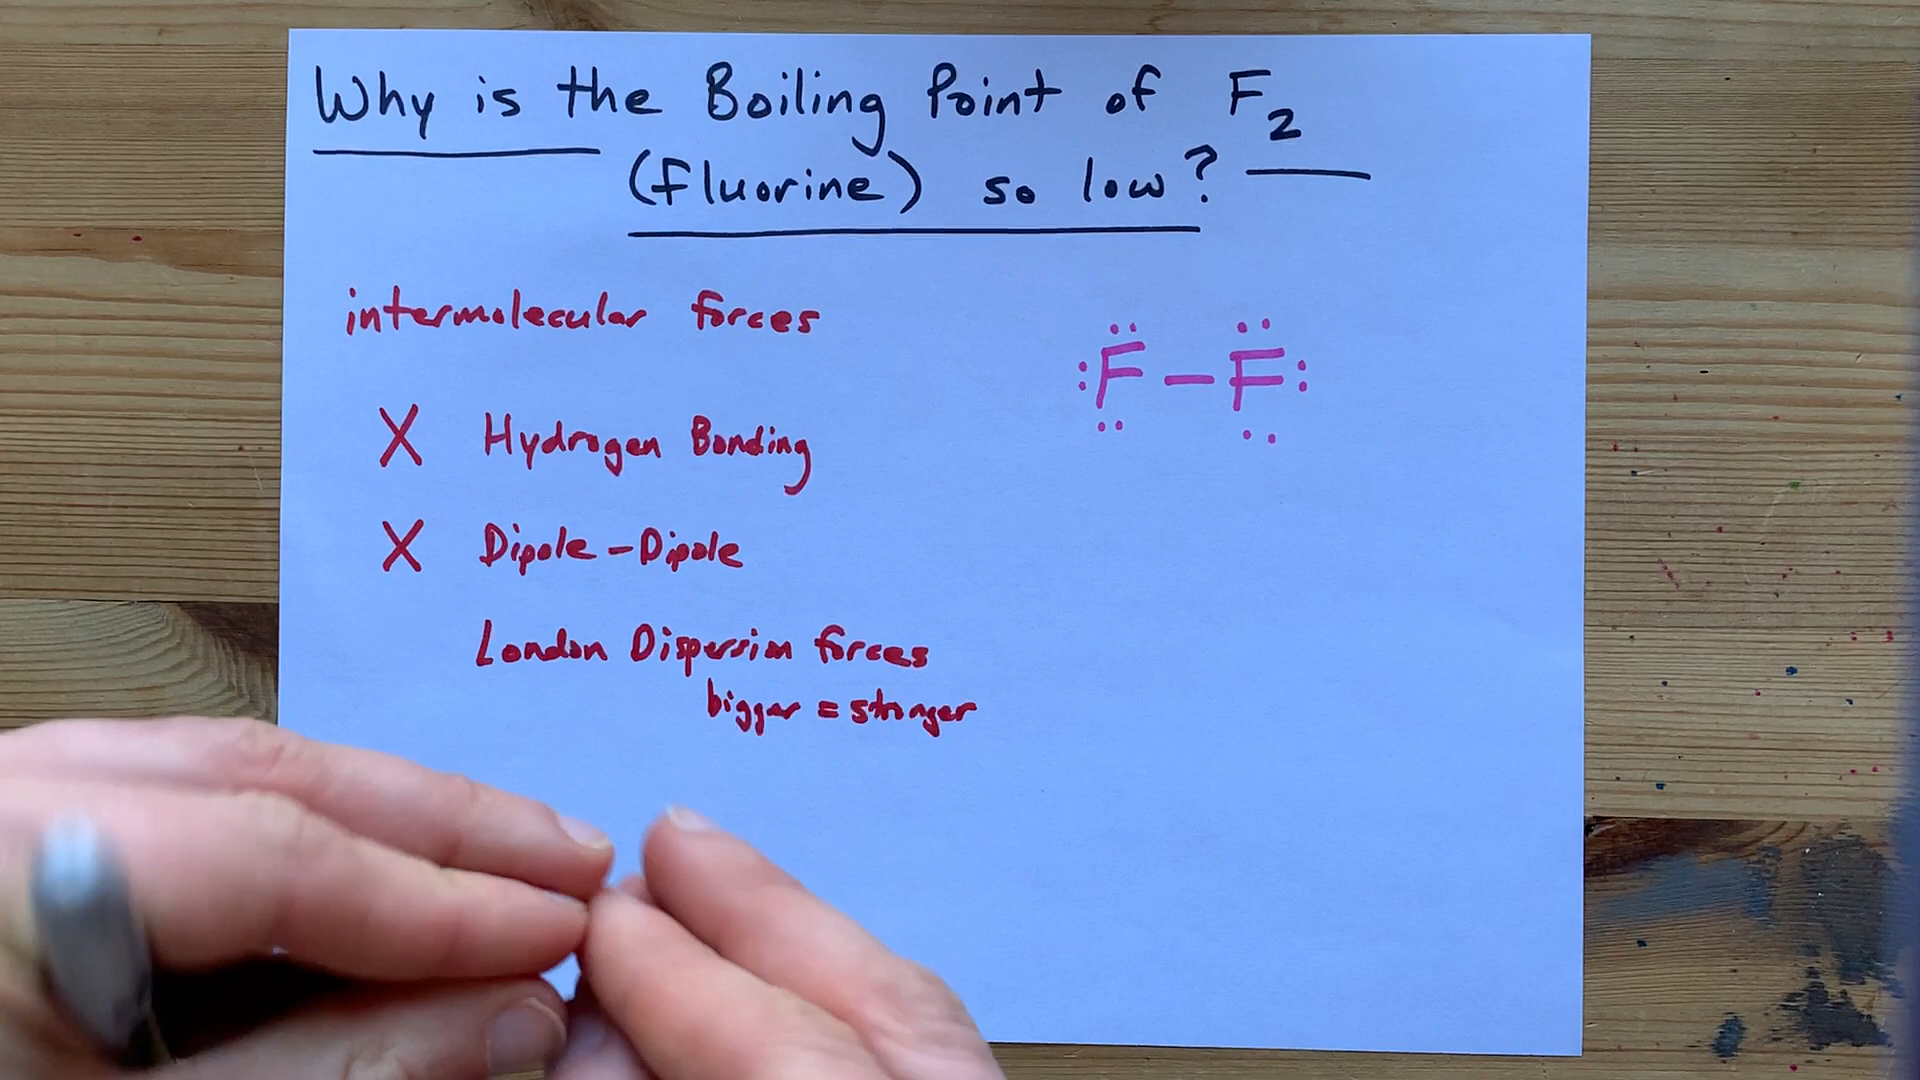 Why is the Boiling Point of F₂
(fluorine) so low?
intermolecular forces
:F̈-F̈:
X Hydrogen Bonding
X Dipole-Dipole
London Dispersion forces
bigger = stronger